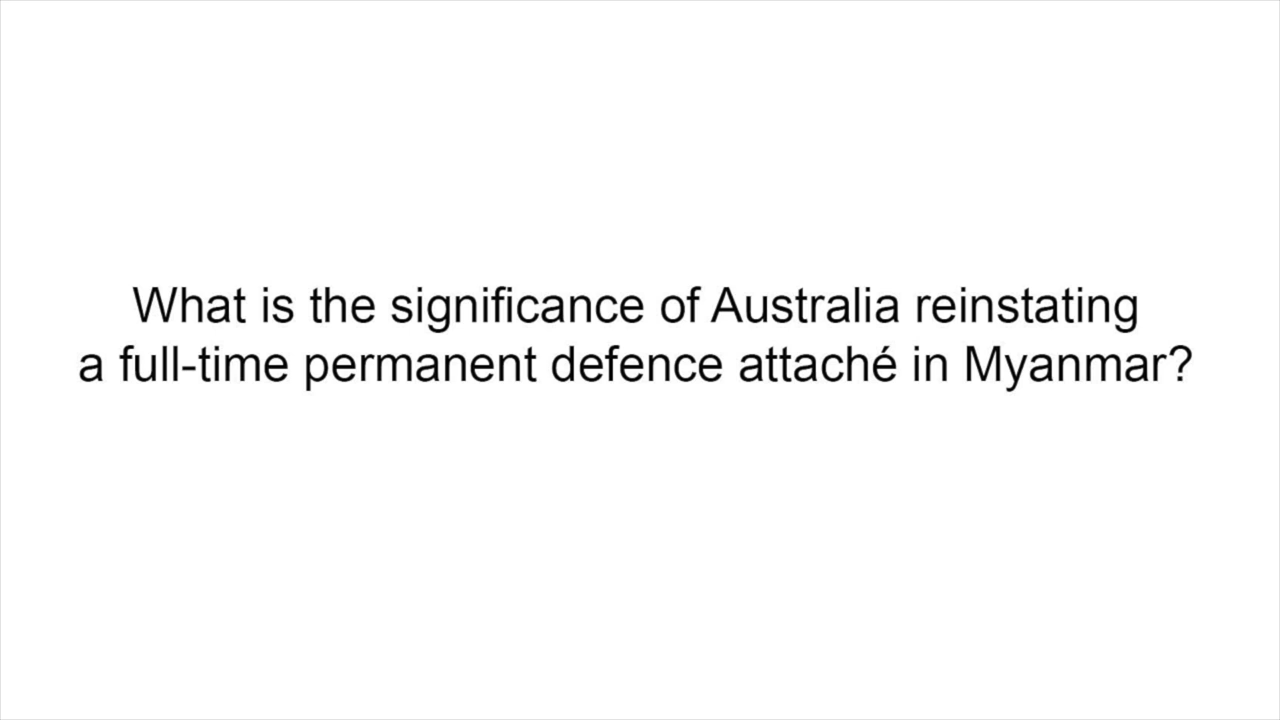 What is the significance of Australia reinstating
a full-time permanent defence attaché in Myanmar?